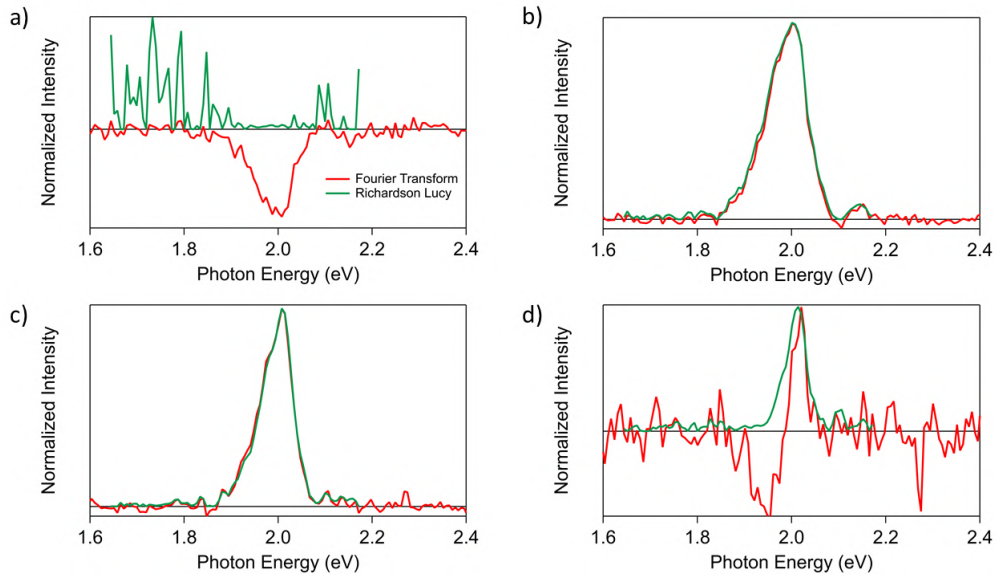 a)
Normalized Intensity
Fourier Transform
Richardson Lucy
1.6 1.8 2.0 2.2 2.4
Photon Energy (eV)
b)
Normalized Intensity
1.6 1.8 2.0 2.2 2.4
Photon Energy (eV)
c)
Normalized Intensity
1.6 1.8 2.0 2.2 2.4
Photon Energy (eV)
d)
Normalized Intensity
1.6 1.8 2.0 2.2 2.4
Photon Energy (eV)